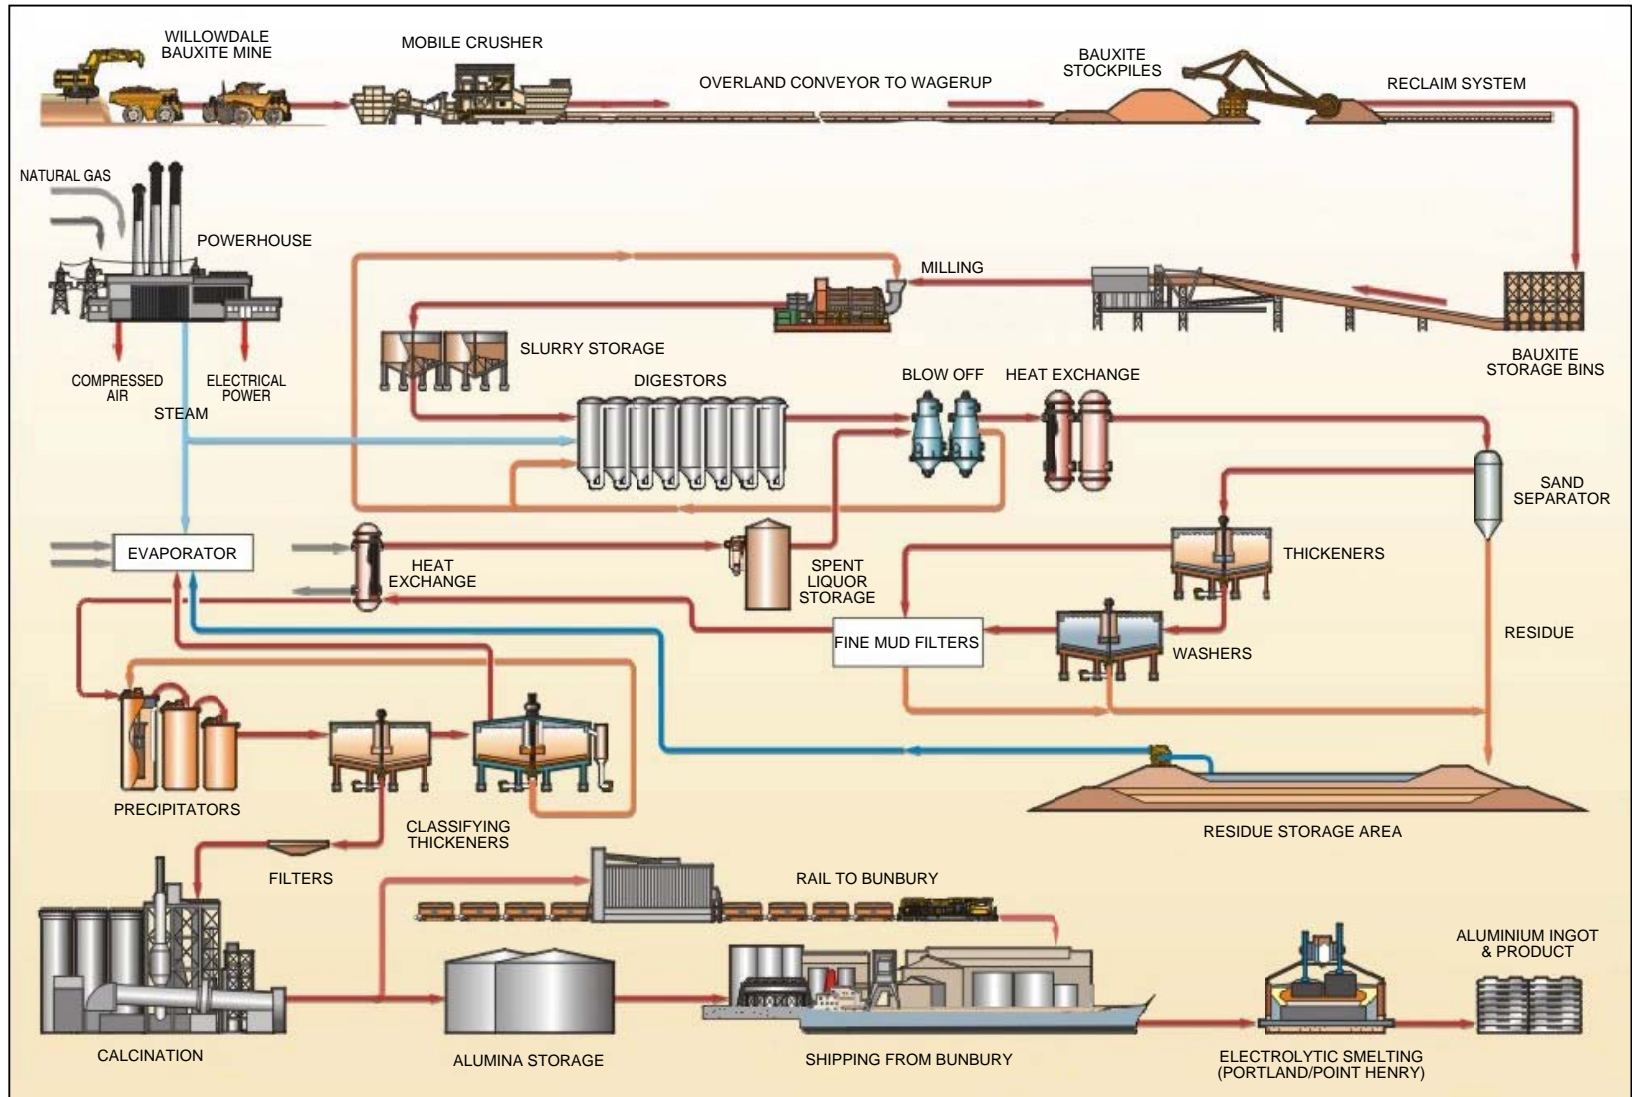 WILLOWDALE
BAUXITE MINE
MOBILE CRUSHER
OVERLAND CONVEYOR TO WAGERUP
BAUXITE
STOCKPILES
RECLAIM SYSTEM
NATURAL GAS
POWERHOUSE
MILLING
COMPRESSED
AIR
ELECTRICAL
POWER
STEAM
SLURRY STORAGE
DIGESTORS
BLOW OFF
HEAT EXCHANGE
BAUXITE
STORAGE BINS
SAND
SEPARATOR
EVAPORATOR
HEAT
EXCHANGE
SPENT
LIQUOR
STORAGE
THICKENERS
FINE MUD FILTERS
WASHERS
RESIDUE
PRECIPITATORS
CLASSIFYING
THICKENERS
RESIDUE STORAGE AREA
FILTERS
RAIL TO BUNBURY
ALUMINIUM INGOT
& PRODUCT
CALCINATION
ALUMINA STORAGE
SHIPPING FROM BUNBURY
ELECTROLYTIC SMELTING
(PORTLAND/POINT HENRY)